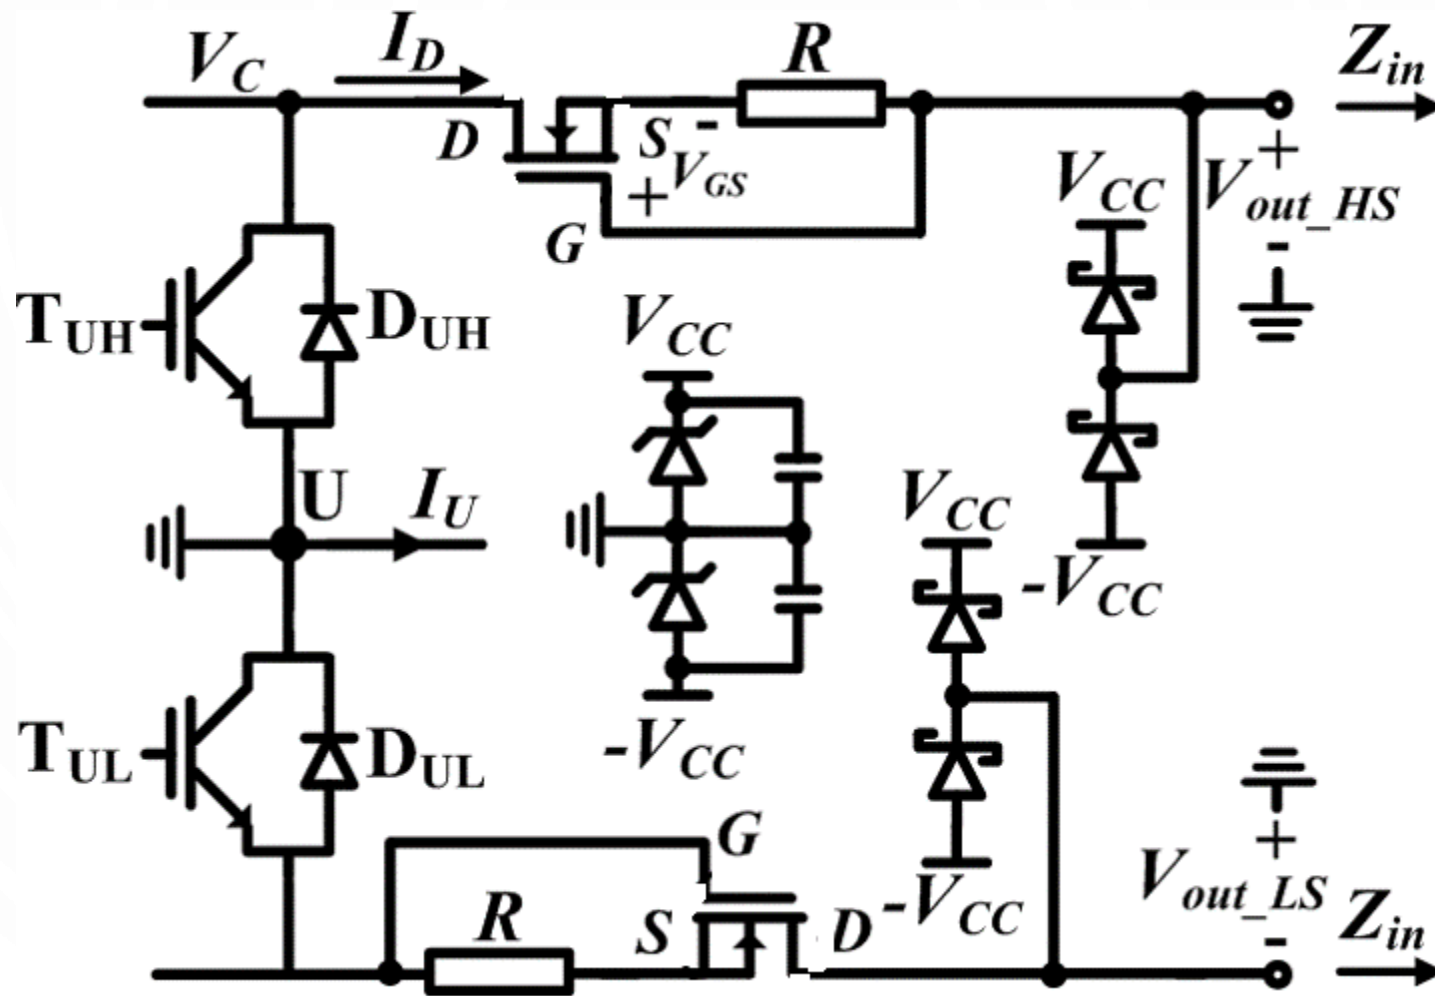 V_C
I_D
R
Z_in
D
S
-
+
V_GS
G
V_CC
+
V_out_HS
-
T_UH
D_UH
V_CC
U
I_U
V_CC
-V_CC
-V_CC
T_UL
D_UL
G
R
S
D
-V_CC
+
V_out_LS
-
Z_in